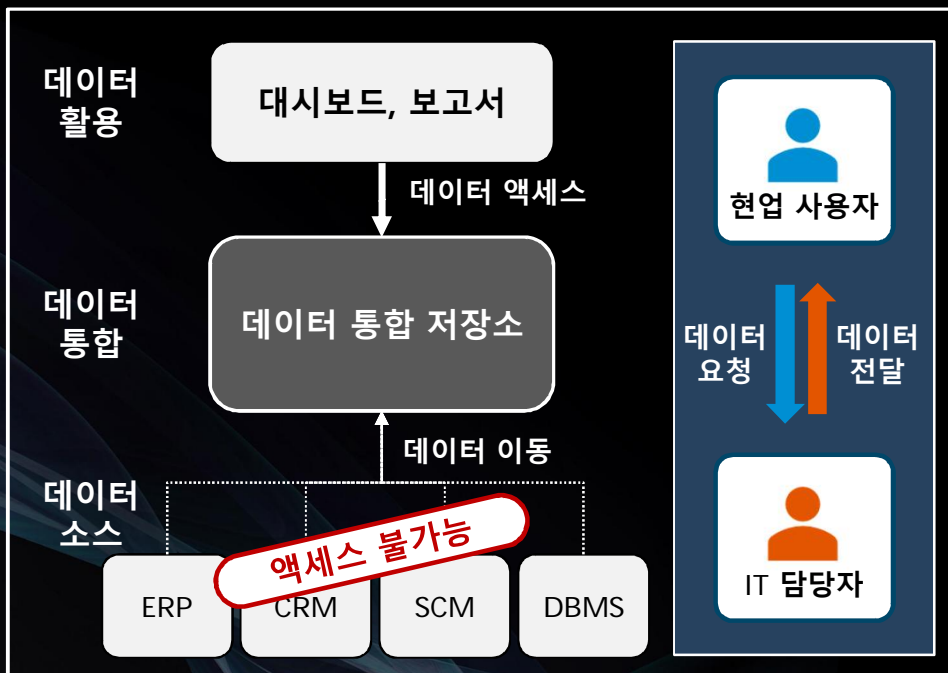 데이터
활용
대시보드, 보고서
데이터 액세스
데이터
통합
데이터 통합 저장소
데이터 이동
데이터
소스
액세스 불가능
ERP
CRM
SCM
DBMS
현업 사용자
데이터
요청
데이터
전달
IT 담당자